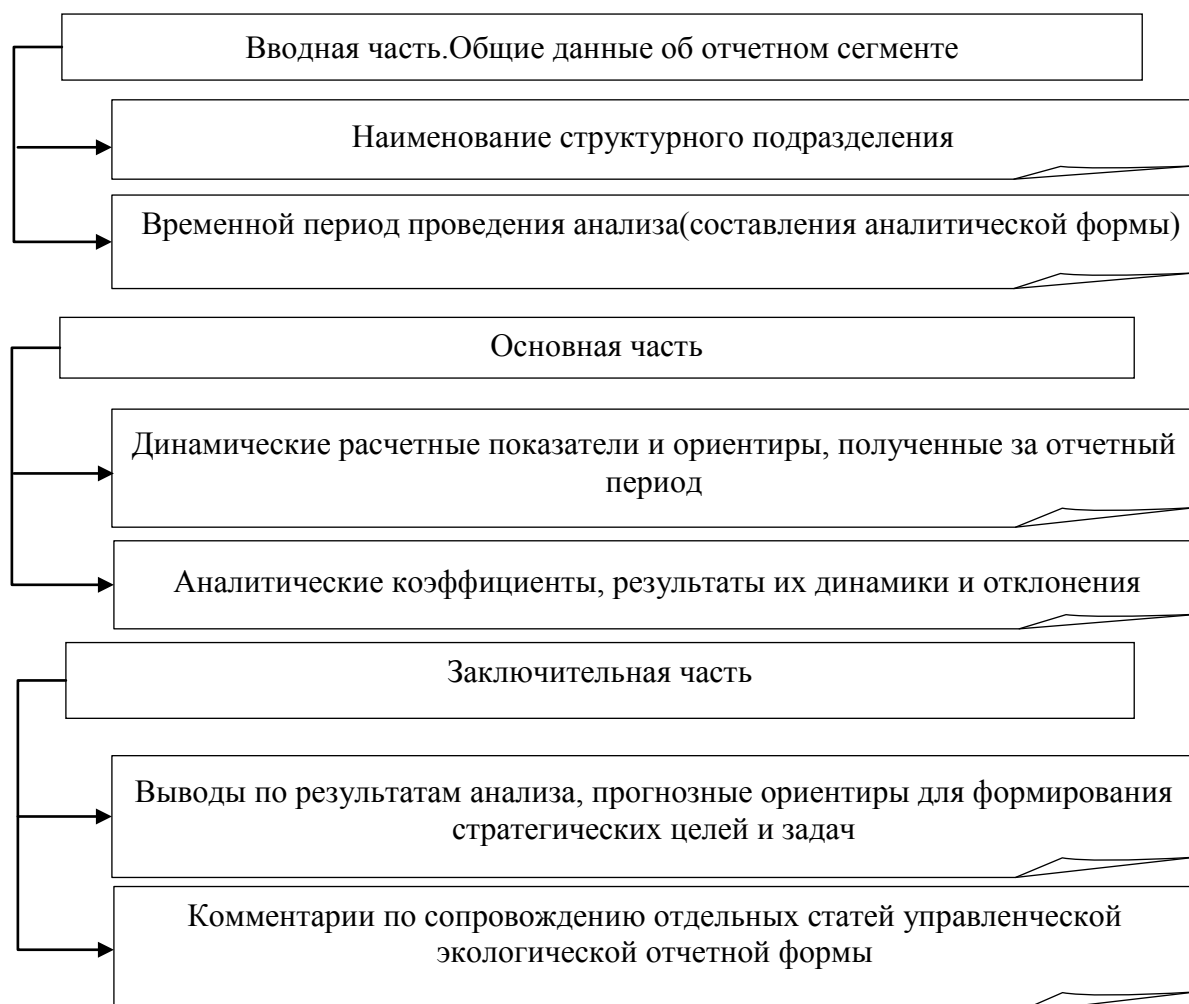 Вводная часть.Общие данные об отчетном сегменте
Наименование структурного подразделения
Временной период проведения анализа(составления аналитической формы)
Основная часть
Динамические расчетные показатели и ориентиры, полученные за отчетный
период
Аналитические коэффициенты, результаты их динамики и отклонения
Заключительная часть
Выводы по результатам анализа, прогнозные ориентиры для формирования
стратегических целей и задач
Комментарии по сопровождению отдельных статей управленческой
экологической отчетной формы